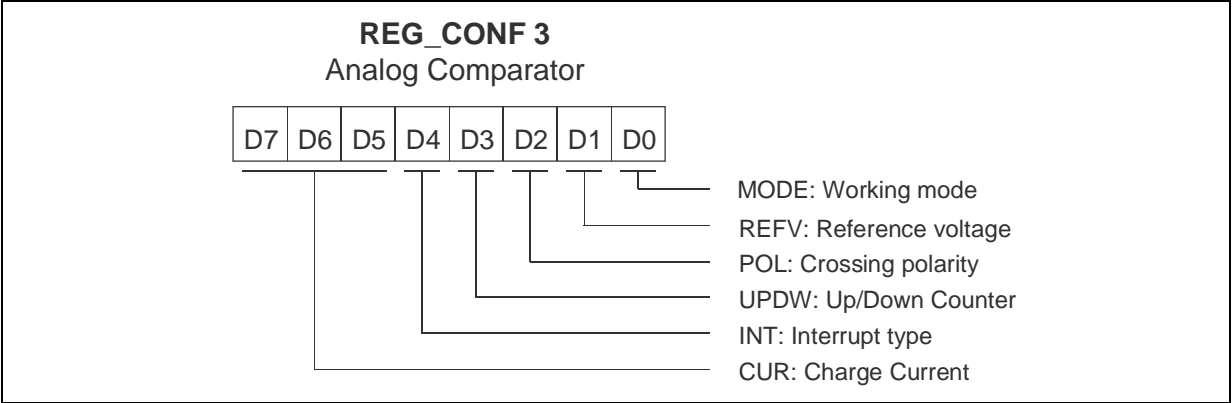 REG_CONF 3
Analog Comparator
D7 D6 D5 D4 D3 D2 D1 D0
MODE: Working mode
REFV: Reference voltage
POL: Crossing polarity
UPDW: Up/Down Counter
INT: Interrupt type
CUR: Charge Current